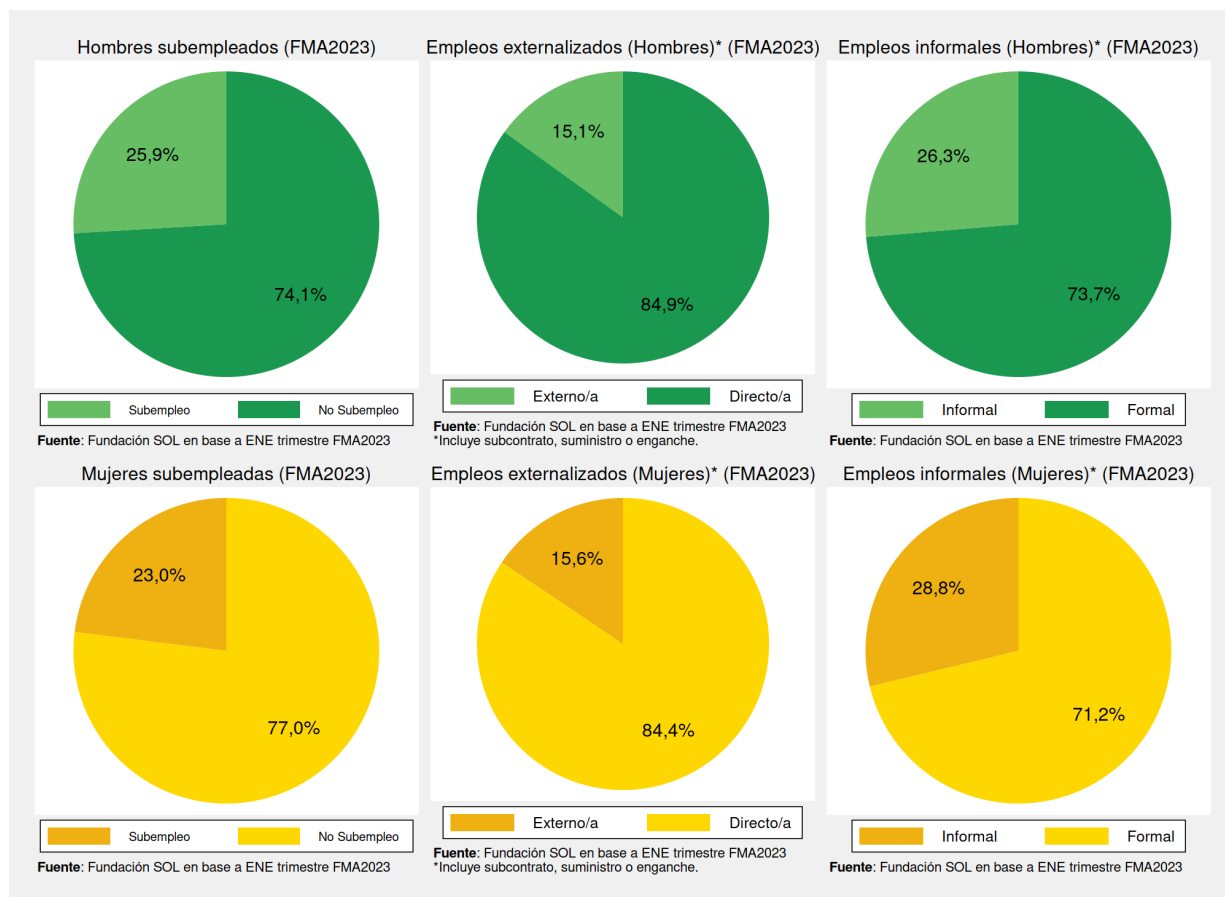 Hombres subempleados (FMA2023)
25,9%
74,1%
Subempleo No Subempleo
Fuente: Fundación SOL en base a ENE trimestre FMA2023
Empleos externalizados (Hombres)* (FMA2023)
15,1%
84,9%
Externo/a Directo/a
Fuente: Fundación SOL en base a ENE trimestre FMA2023
*Incluye subcontrato, suministro o enganche.
Empleos informales (Hombres)* (FMA2023)
26,3%
73,7%
Informal Formal
Fuente: Fundación SOL en base a ENE trimestre FMA2023
Mujeres subempleadas (FMA2023)
23,0%
77,0%
Subempleo No Subempleo
Fuente: Fundación SOL en base a ENE trimestre FMA2023
Empleos externalizados (Mujeres)* (FMA2023)
15,6%
84,4%
Externo/a Directo/a
Fuente: Fundación SOL en base a ENE trimestre FMA2023
*Incluye subcontrato, suministro o enganche.
Empleos informales (Mujeres)* (FMA2023)
28,8%
71,2%
Informal Formal
Fuente: Fundación SOL en base a ENE trimestre FMA2023